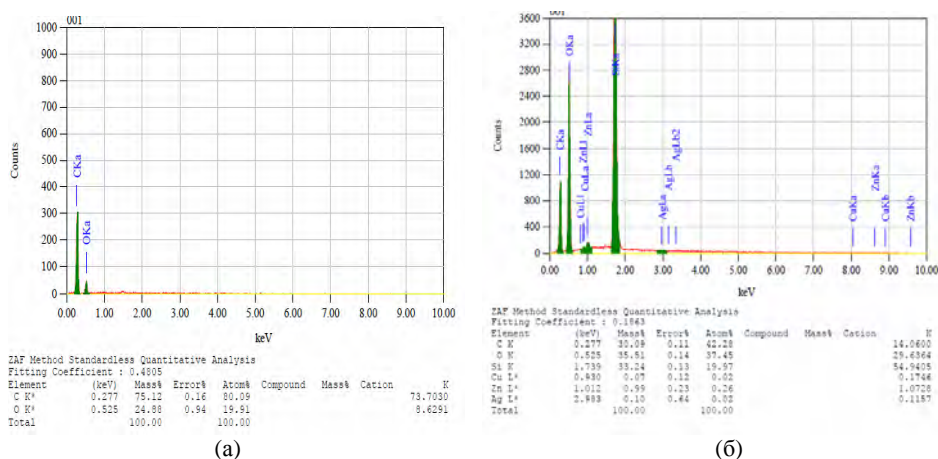 001
1000
900
800
700
600
500
400
300
200
100
0
Counts
CKa
OKa
0.00 1.00 2.00 3.00 4.00 5.00 6.00 7.00 8.00 9.00 10.00
keV
ZAF Method Standless Quantitative Analysis
Fitting Coefficient : 0.4805
Element (keV) Mass% Error% Atom% Compound Mass% Cation K
C K* 0.277 75.12 0.16 80.09 73.7030
O K* 0.525 24.88 0.94 19.91 8.6291
Total 100.00 100.00
(а)
001
3600
3200
2800
2400
2000
1600
1200
800
400
0
Counts
CKa
OKa
CuLl
CuLa
ZnLl
ZnLa
AgLa
AgLb
AgLb2
CuKa
ZnKa
CuKb
ZnKb
0.00 1.00 2.00 3.00 4.00 5.00 6.00 7.00 8.00 9.00 10.00
keV
ZAF Method Standardless Quantitative Analysis
Fitting Coefficient : 0.1863
Element (keV) Mass% Error% Atom% Compound Mass% Cation K
C K 0.277 30.09 0.11 42.28 14.0600
O K 0.525 35.51 0.14 37.45 29.6364
Si K 1.739 33.24 0.13 19.97 54.9405
Cu L* 0.930 0.07 0.12 0.02 0.1746
Zn L* 1.012 0.99 0.23 0.26 1.0728
Ag L* 2.983 0.10 0.64 0.02 0.1157
Total 100.00 100.00
(б)